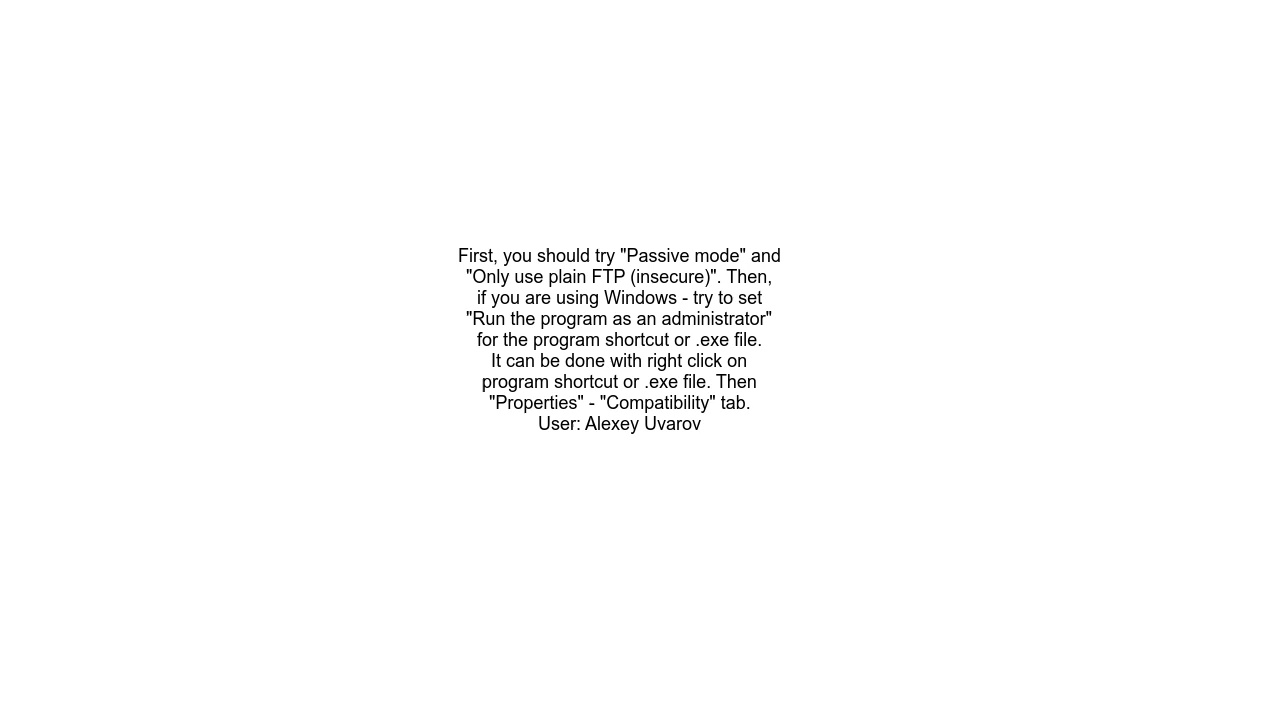 First, you should try "Passive mode" and
"Only use plain FTP (insecure)". Then,
if you are using Windows - try to set
"Run the program as an administrator"
for the program shortcut or .exe file.
It can be done with right click on
program shortcut or .exe file. Then
"Properties" - "Compatibility" tab.
User: Alexey Uvarov